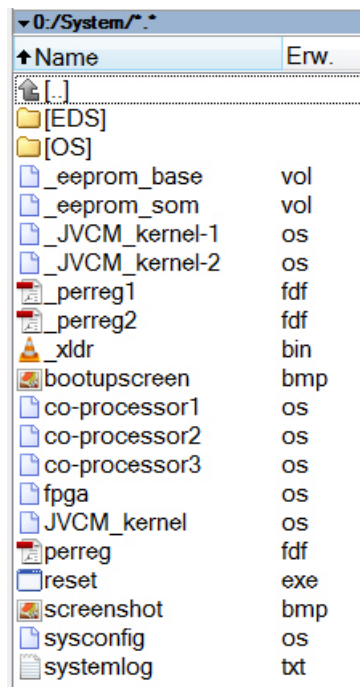 0:/System/*.*
Name Erw.
[..]
[EDS]
[OS]
_eeprom_base vol
_eeprom_som vol
_JVCM_kernel-1 os
_JVCM_kernel-2 os
_perreg1 fdf
_perreg2 fdf
_xldr bin
bootupscreen bmp
co-processor1 os
co-processor2 os
co-processor3 os
fpga os
JVCM_kernel os
perreg fdf
reset exe
screenshot bmp
sysconfig os
systemlog txt